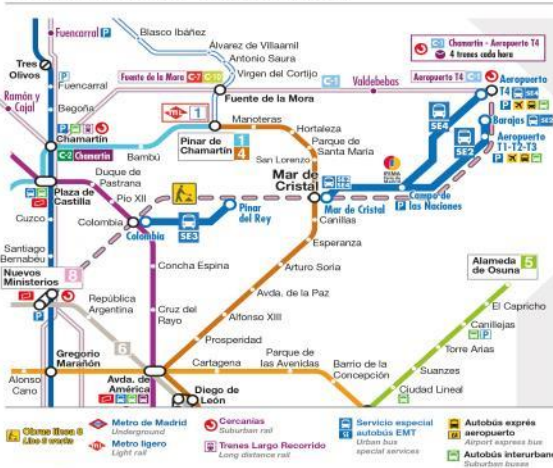 Fuencarral P
Blasco Ibáñez
Álvarez de Villaamil
Antonio Saura
Virgen del Cortijo
C-1 Chamartín - Aeropuerto T4
4 trenes cada hora
Tres
Olivos
P
Fuencarral
Fuente de la Mora C-7 C-10
C-1
Valdebebas
Aeropuerto T4 C-1
Aeropuerto
T4 SE4
P
Ramón y
Cajal
Begoña
ML 1
Fuente de la Mora
Manoteras
Hortaleza
SE4
Barajas SE2
Chamartín
C-2 Chamartín
Pinar de
Chamartín
1
4
Parque de
Santa María
San Lorenzo
SE2
Aeropuerto
T1-T2-T3
P
Bambú
Duque de
Pastrana
Mar de
Cristal
IFEMA
Plaza de
Castilla
Pío XII
Mar de Cristal
Campo de
las Naciones
P
Cuzco
Colombia
Colombia
SE3
Pinar
del Rey
Canillas
Santiago
Bernabéu
Esperanza
Alameda
de Osuna
5
Nuevos
Ministerios
8
Concha Espina
Arturo Soria
P
República
Argentina
Avda. de la Paz
El Capricho
Cruz del
Rayo
Alfonso XIII
Canillejas
P
6
Prosperidad
Torre Arias
Gregorio
Marañón
Cartagena
Parque de
las Avenidas
Barrio de la
Concepción
Suanzes
Alonso
Cano
Avda. de
América
Diego de
León
Ciudad Lineal
Obras línea 8
Line 8 works
Metro de Madrid
Underground
Metro ligero
Light rail
Cercanías
Suburban rail
Trenes Largo Recorrido
Long distance rail
Servicio especial
autobús EMT
Urban bus
special services
Autobús exprés
aeropuerto
Airport express bus
Autobús interurbano
Suburban buses